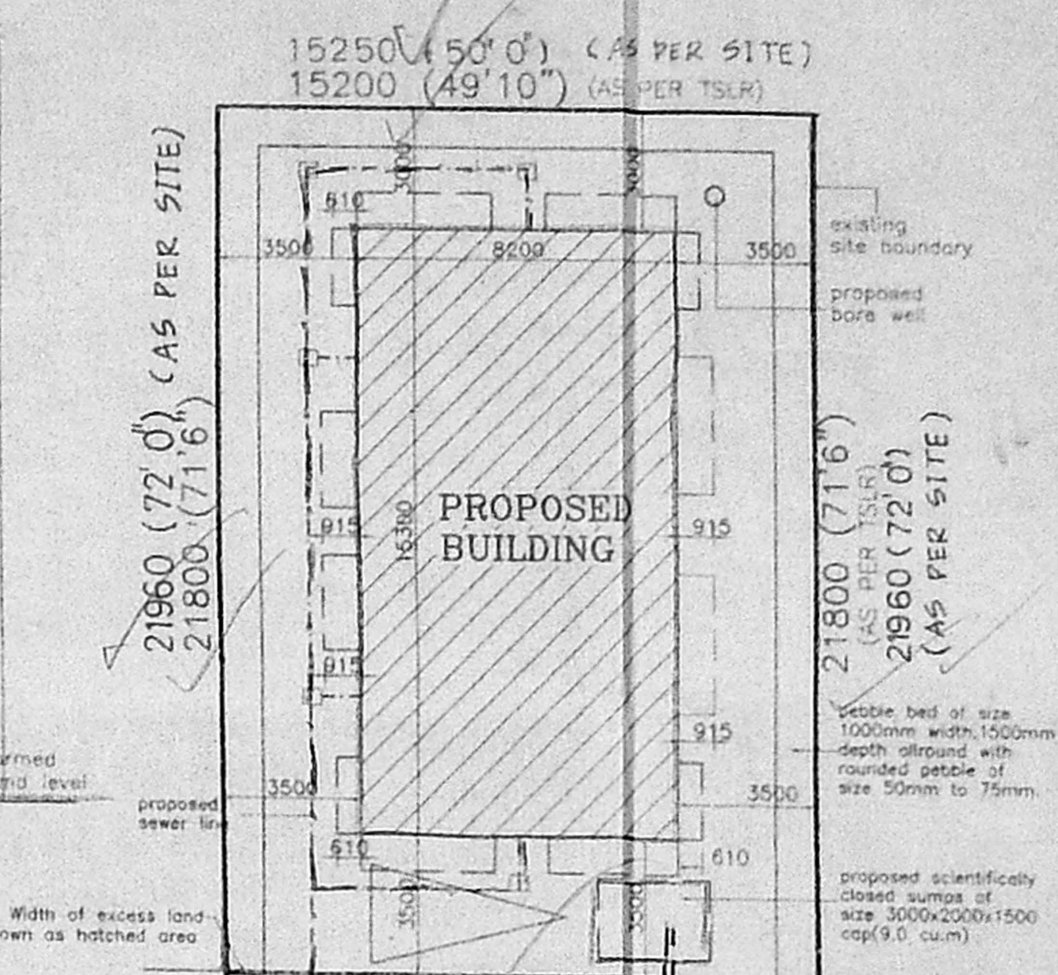 15250 (50' 0") (AS PER SITE)
15200 (49'10") (AS PER TSLR)
21960 (72' 0") (AS PER SITE)
21800 (71'6")
3000
3000
610
3500
8200
3500
existing
site boundary
proposed
bore well
PROPOSED
BUILDING
16380
915
915
915
915
21800 (71'6")
(AS PER TSLR)
21960 (72' 0")
(AS PER SITE)
pebble bed of size
1000mm width,1500mm
depth allround with
rounded pebble of
size 50mm to 75mm.
level
3500
3500
proposed
sewer line
610
610
3500
3500
proposed scientifically
closed sumps of
size 3000x2000x1500
cap(9.0 cu.m)
Width of excess land
as hatched area